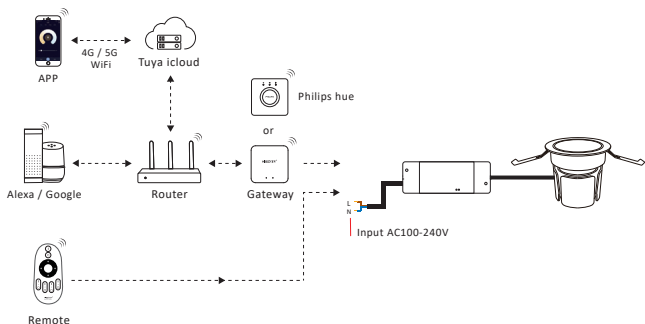 4G / 5G
WiFi
APP
Tuya icloud
Philips hue
or
Alexa / Google
Router
Gateway
L
N
Input AC100-240V
Remote